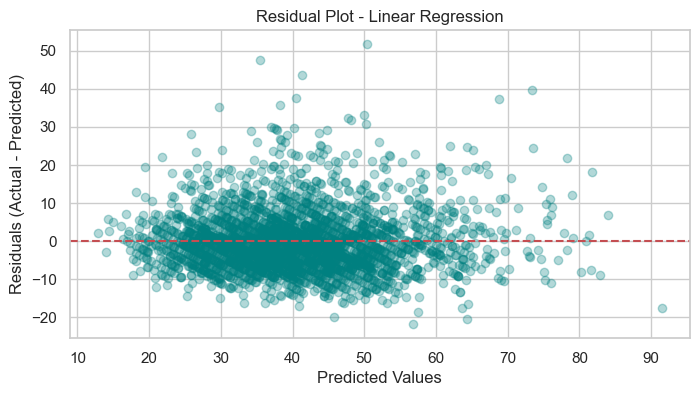 Residual Plot - Linear Regression
Residuals (Actual - Predicted)
50
40
30
20
10
0
−10
−20
10 20 30 40 50 60 70 80 90
Predicted Values